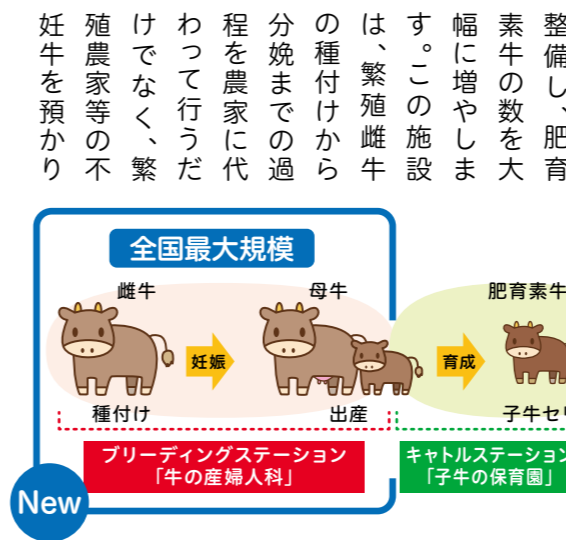 整備し、肥育
素牛の数を大
幅に増やしま
す。この施設
は、繁殖雌牛
の種付けから
分娩までの過
程を農家に代
わって行うだ
けでなく、繁
殖農家等の不
妊牛を預かり
全国最大規模
雌牛
母牛
肥育素牛
妊娠
育成
種付け
出産
子牛セリ
ブリーディングステーション
「牛の産婦人科」
キャトルステーション
「子牛の保育園」
New